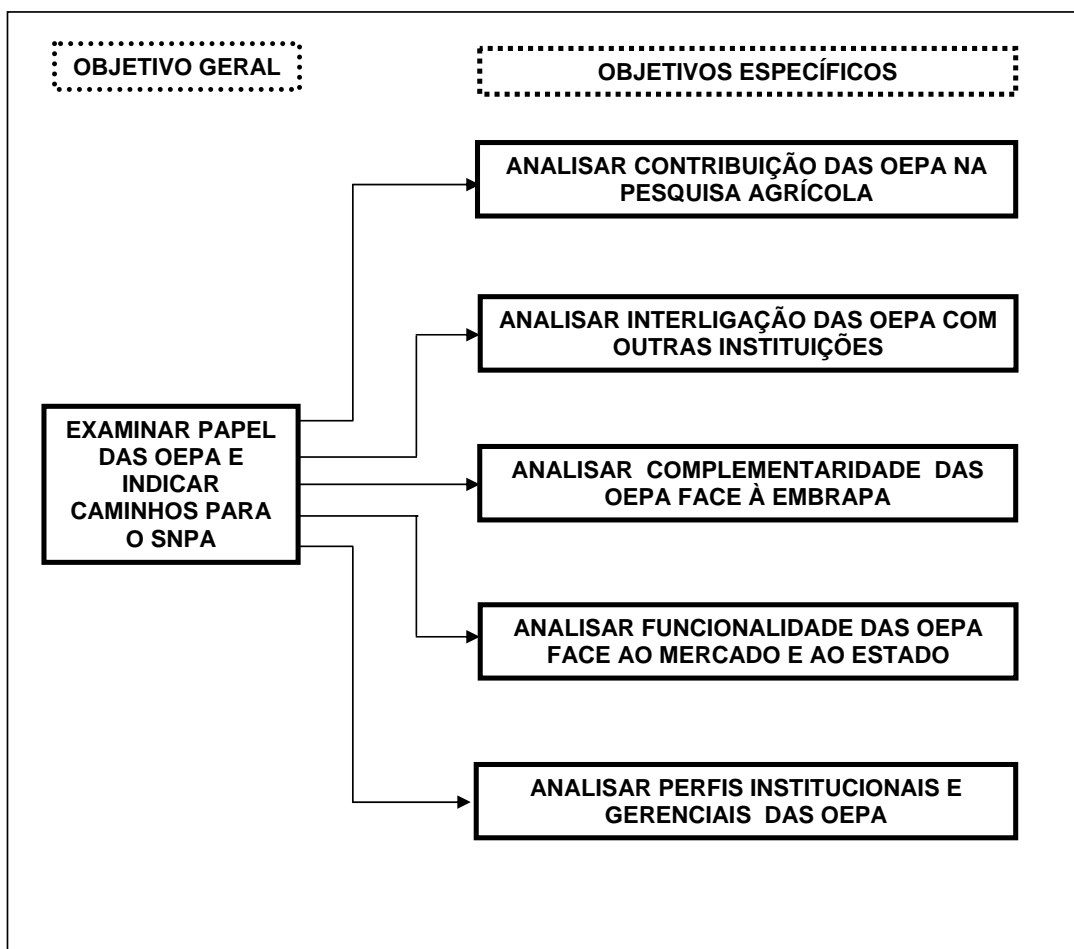 OBJETIVO GERAL
OBJETIVOS ESPECÍFICOS
ANALISAR CONTRIBUIÇÃO DAS OEPA NA
PESQUISA AGRÍCOLA
ANALISAR INTERLIGAÇÃO DAS OEPA COM
OUTRAS INSTITUIÇÕES
EXAMINAR PAPEL
DAS OEPA E
INDICAR
CAMINHOS PARA
O SNPA
ANALISAR COMPLEMENTARIDADE DAS
OEPA FACE À EMBRAPA
ANALISAR FUNCIONALIDADE DAS OEPA
FACE AO MERCADO E AO ESTADO
ANALISAR PERFIS INSTITUCIONAIS E
GERENCIAIS DAS OEPA